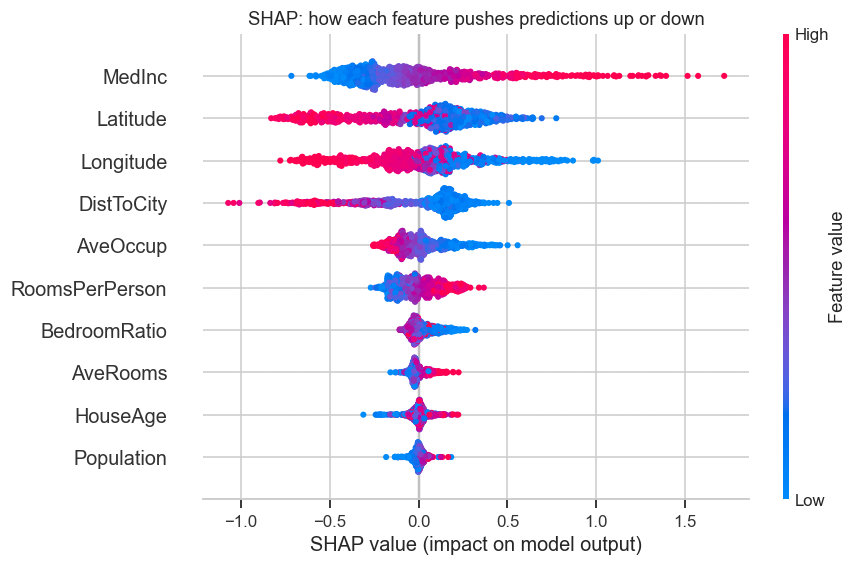 SHAP: how each feature pushes predictions up or down
High
MedInc
Latitude
Longitude
DistToCity
AveOccup
RoomsPerPerson
BedroomRatio
AveRooms
HouseAge
Population
Feature value
Low
−1.0 −0.5 0.0 0.5 1.0 1.5
SHAP value (impact on model output)